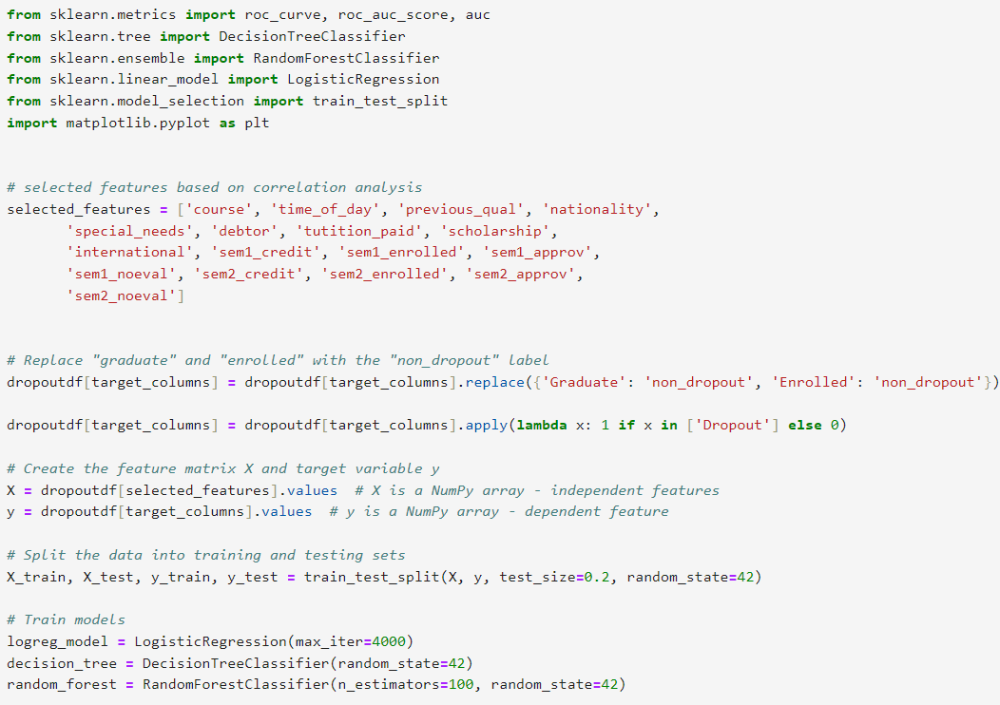 from sklearn.metrics import roc_curve, roc_auc_score, auc
from sklearn.tree import DecisionTreeClassifier
from sklearn.ensemble import RandomForestClassifier
from sklearn.linear_model import LogisticRegression
from sklearn.model_selection import train_test_split
import matplotlib.pyplot as plt
# selected features based on correlation analysis
selected_features = ['course', 'time_of_day', 'previous_qual', 'nationality',
'special_needs', 'debtor', 'tutition_paid', 'scholarship',
'international', 'sem1_credit', 'sem1_enrolled', 'sem1_approv',
'sem1_noeval', 'sem2_credit', 'sem2_enrolled', 'sem2_approv',
'sem2_noeval']
# Replace "graduate" and "enrolled" with the "non_dropout" label
dropoutdf[target_columns] = dropoutdf[target_columns].replace({'Graduate': 'non_dropout', 'Enrolled': 'non_dropout'})
dropoutdf[target_columns] = dropoutdf[target_columns].apply(lambda x: 1 if x in ['Dropout'] else 0)
# Create the feature matrix X and target variable y
X = dropoutdf[selected_features].values  # X is a NumPy array - independent features
y = dropoutdf[target_columns].values  # y is a NumPy array - dependent feature
# Split the data into training and testing sets
X_train, X_test, y_train, y_test = train_test_split(X, y, test_size=0.2, random_state=42)
# Train models
logreg_model = LogisticRegression(max_iter=4000)
decision_tree = DecisionTreeClassifier(random_state=42)
random_forest = RandomForestClassifier(n_estimators=100, random_state=42)